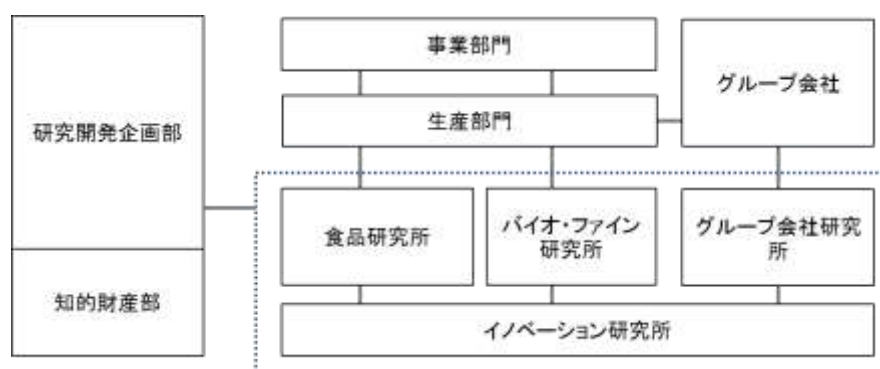 事業部門
グループ会社
生産部門
研究開発企画部
食品研究所
バイオ・ファイン
研究所
グループ会社研究
所
知的財産部
イノベーション研究所